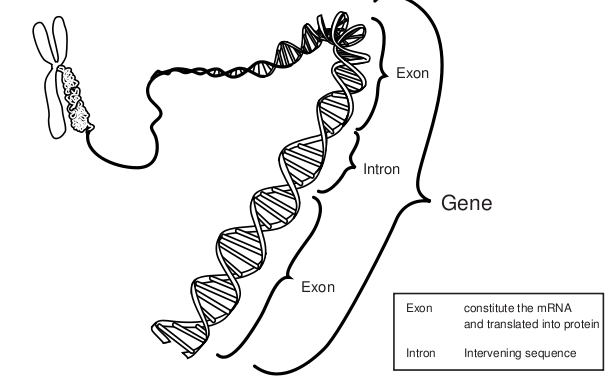 Exon
Intron
Gene
Exon
Exon constitute the mRNA
and translated into protein
Intron Intervening sequence